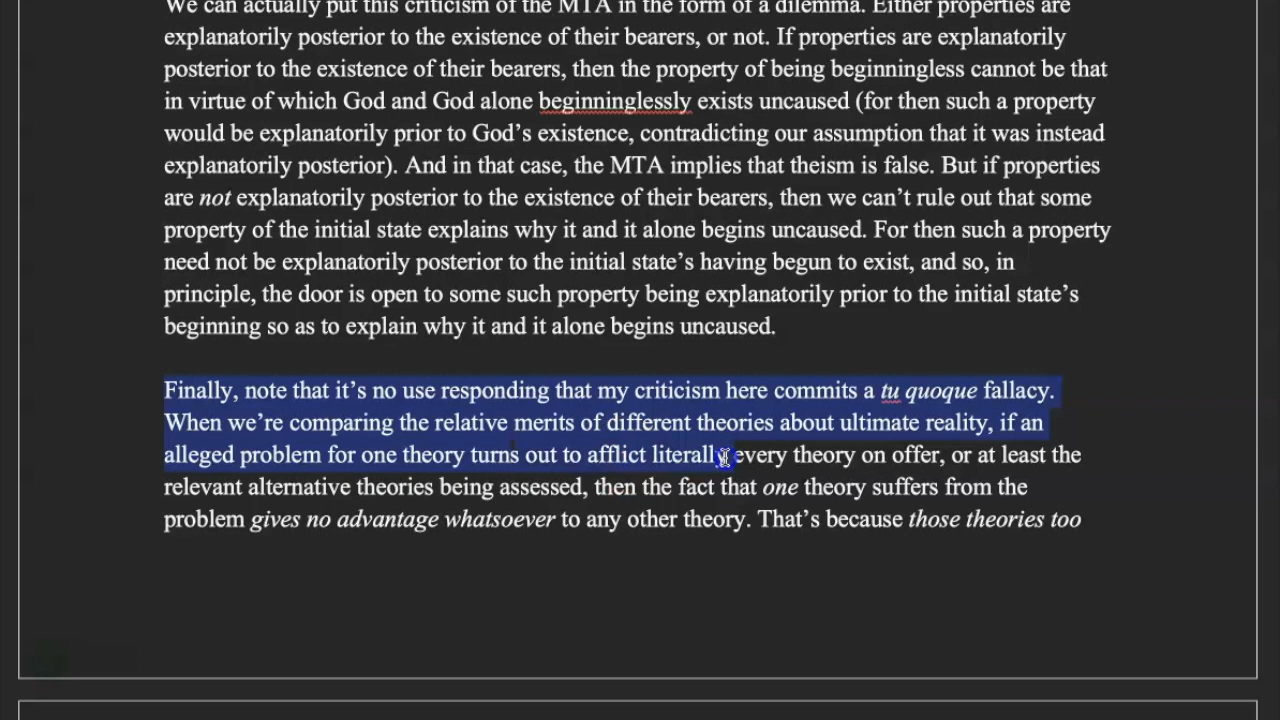 We can actually put this criticism of the MTA in the form of a dilemma. Either properties are
explanatorily posterior to the existence of their bearers, or not. If properties are explanatorily
posterior to the existence of their bearers, then the property of being beginningless cannot be that
in virtue of which God and God alone beginninglessly exists uncaused (for then such a property
would be explanatorily prior to God’s existence, contradicting our assumption that it was instead
explanatorily posterior). And in that case, the MTA implies that theism is false. But if properties
are not explanatorily posterior to the existence of their bearers, then we can’t rule out that some
property of the initial state explains why it and it alone begins uncaused. For then such a property
need not be explanatorily posterior to the initial state’s having begun to exist, and so, in
principle, the door is open to some such property being explanatorily prior to the initial state’s
beginning so as to explain why it and it alone begins uncaused.
Finally, note that it’s no use responding that my criticism here commits a tu quoque fallacy.
When we’re comparing the relative merits of different theories about ultimate reality, if an
alleged problem for one theory turns out to afflict literally every theory on offer, or at least the
relevant alternative theories being assessed, then the fact that one theory suffers from the
problem gives no advantage whatsoever to any other theory. That’s because those theories too